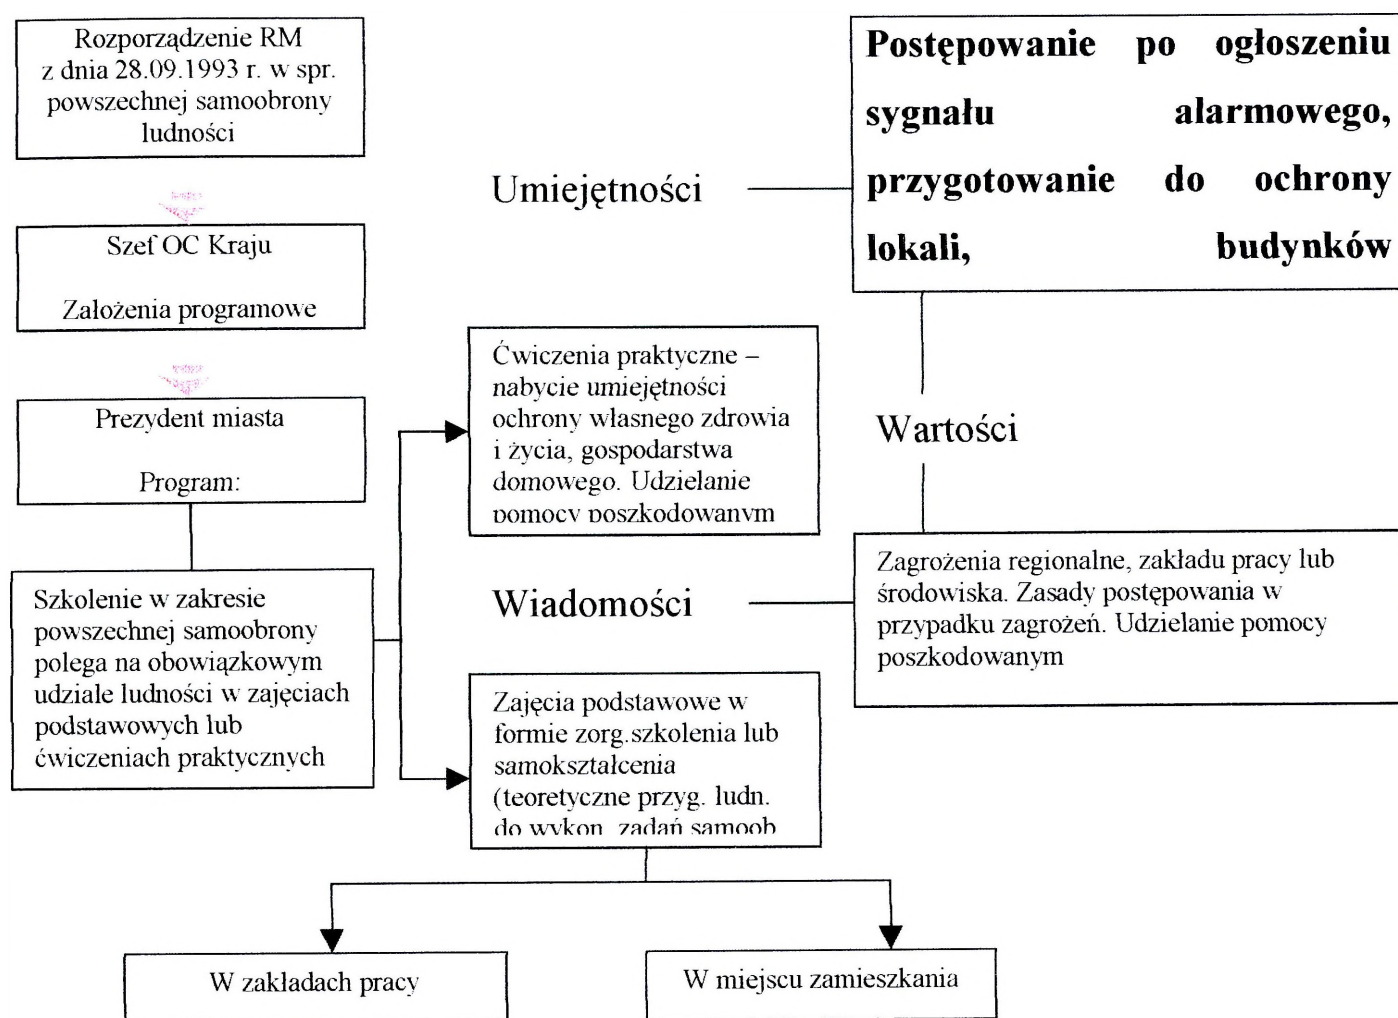 Rozporządzenie RM
z dnia 28.09.1993 r. w spr.
powszechnej samoobrony
ludności
Szef OC Kraju
Założenia programowe
Prezydent miasta
Program:
Szkolenie w zakresie
powszechnej samoobrony
polega na obowiązkowym
udziale ludności w zajęciach
podstawowych lub
ćwiczeniach praktycznych
Umiejętności
Postępowanie po ogłoszeniu
sygnału alarmowego,
przygotowanie do ochrony
lokali, budynków
Ćwiczenia praktyczne –
nabycie umiejętności
ochrony własnego zdrowia
i życia, gospodarstwa
domowego. Udzielanie
pomocy poszkodowanym
Wartości
Wiadomości
Zagrożenia regionalne, zakładu pracy lub
środowiska. Zasady postępowania w
przypadku zagrożeń. Udzielanie pomocy
poszkodowanym
Zajęcia podstawowe w
formie zorg.szkolenia lub
samokształcenia
(teoretyczne przyg. ludn.
do wykon. zadań samoob
W zakładach pracy
W miejscu zamieszkania